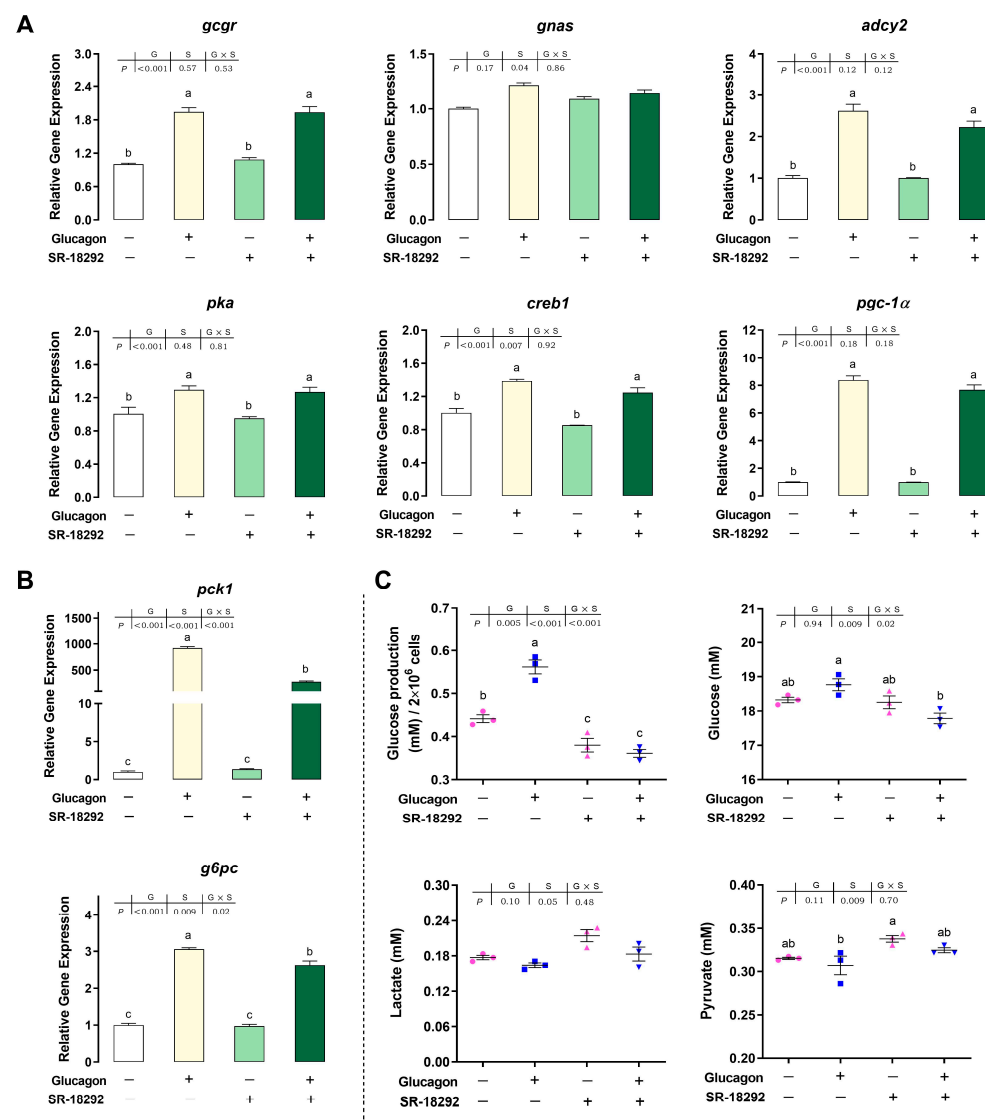 A
gcgr
G S G × S
P <0.001 0.57 0.53
Relative Gene Expression
3.0
2.4
1.8
1.2
0.6
0.0
b a b a
Glucagon − + − +
SR-18292 − − + +
gnas
G S G × S
P 0.17 0.04 0.86
Relative Gene Expression
1.5
1.0
0.5
0.0
− + − +
− − + +
adcy2
G S G × S
P <0.001 0.12 0.12
Relative Gene Expression
4
3
2
1
0
b a b a
− + − +
− − + +
pka
G S G × S
P <0.001 0.48 0.81
Relative Gene Expression
2.0
1.6
1.2
0.8
0.4
0.0
b a b a
Glucagon − + − +
SR-18292 − − + +
creb1
G S G × S
P <0.001 0.007 0.92
Relative Gene Expression
2.0
1.6
1.2
0.8
0.4
0.0
b a b a
− + − +
− − + +
pgc-1α
G S G × S
P <0.001 0.18 0.18
Relative Gene Expression
12
10
8
6
4
2
0
b a b a
− + − +
− − + +
B
pck1
G S G × S
P <0.001 <0.001 <0.001
Relative Gene Expression
1500
1000
500
10
5
0
c a c b
Glucagon − + − +
SR-18292 − − + +
g6pc
G S G × S
P <0.001 0.009 0.02
Relative Gene Expression
4
3
2
1
0
c a c b
Glucagon − + − +
SR-18292 − − + +
C
G S G × S
P 0.005 <0.001 <0.001
Glucose production
(mM) / 2×10⁶ cells
0.7
0.6
0.5
0.4
0.3
b a c c
Glucagon − + − +
SR-18292 − − + +
G S G × S
P 0.94 0.009 0.02
Glucose (mM)
21
20
19
18
17
16
ab a ab b
Glucagon − + − +
SR-18292 − − + +
G S G × S
P 0.10 0.05 0.48
Lactate (mM)
0.30
0.24
0.18
0.12
0.06
0.00
Glucagon − + − +
SR-18292 − − + +
G S G × S
P 0.11 0.009 0.70
Pyruvate (mM)
0.40
0.35
0.30
0.25
0.20
ab b a ab
Glucagon − + − +
SR-18292 − − + +